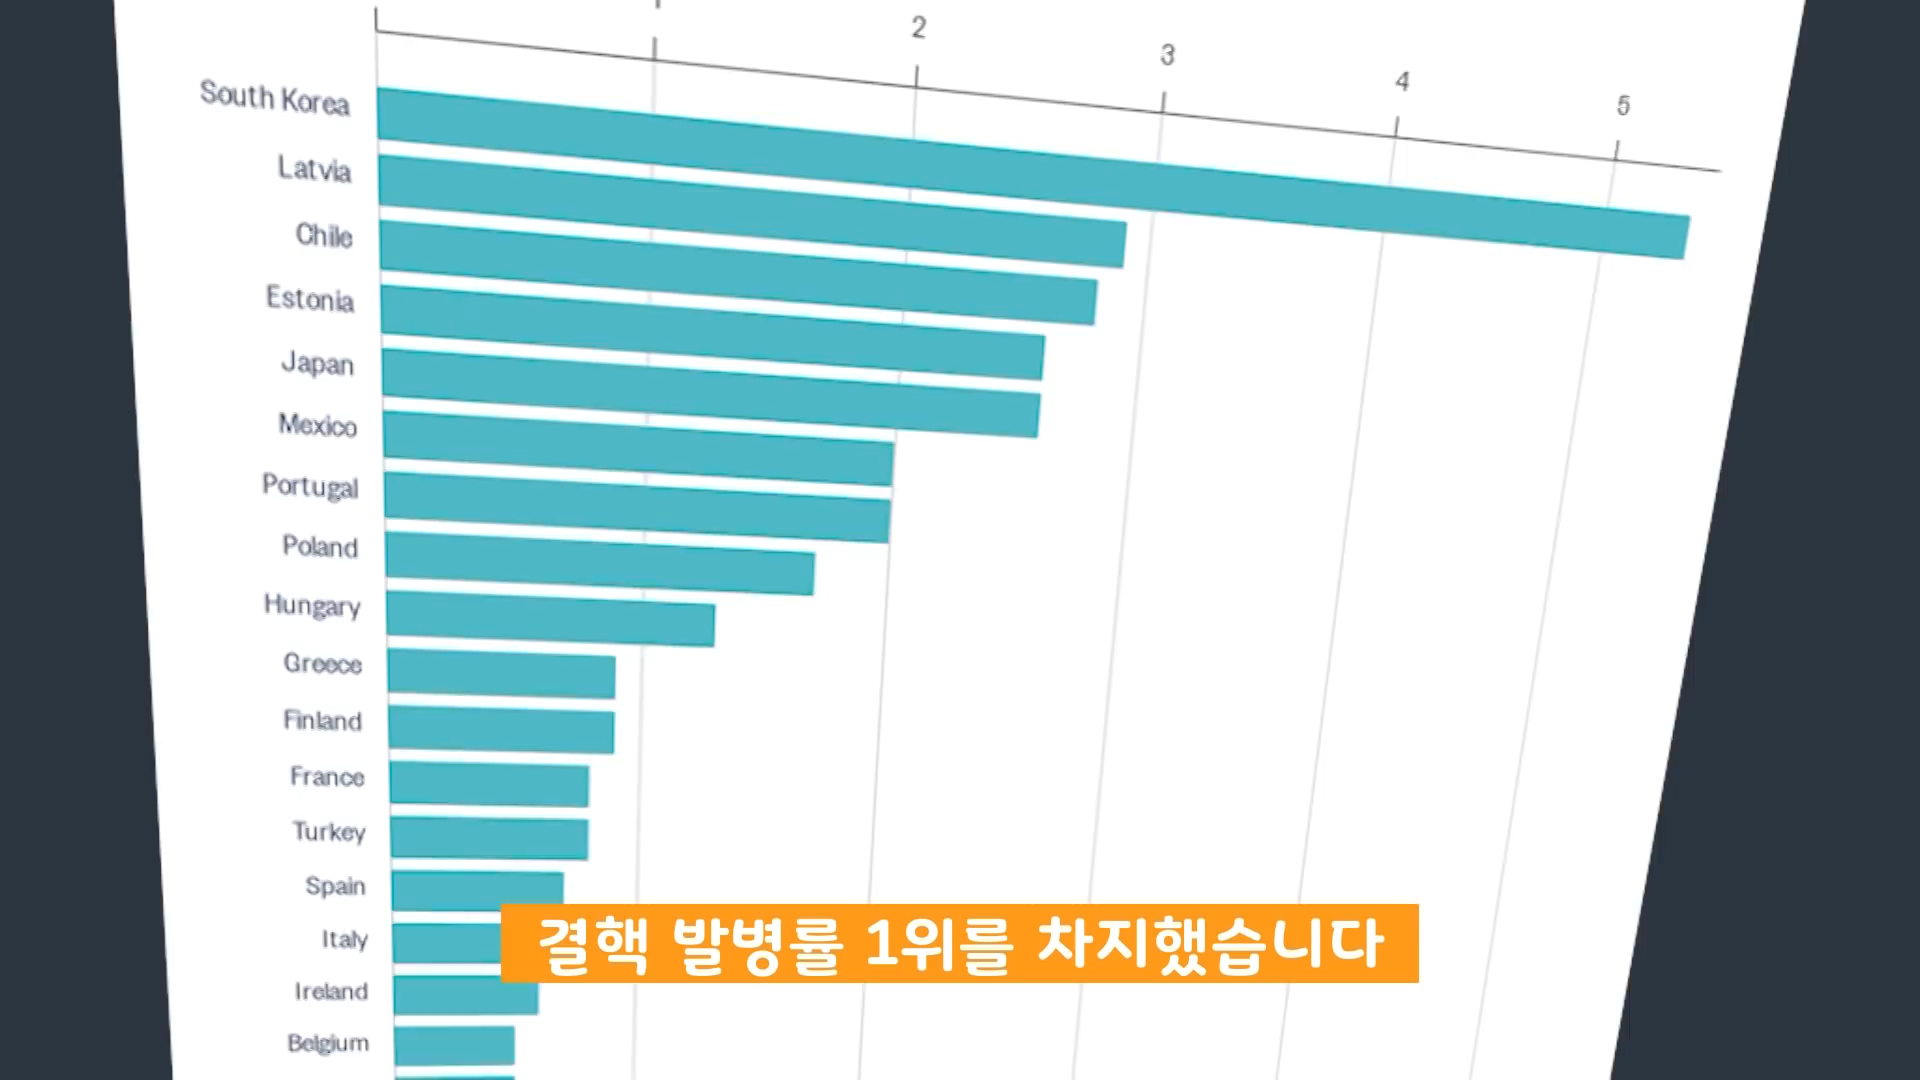 2
3
4
5
South Korea
Latvia
Chile
Estonia
Japan
Mexico
Portugal
Poland
Hungary
Greece
Finland
France
Turkey
Spain
Italy
Ireland
Belgium
결핵 발병률 1위를 차지했습니다